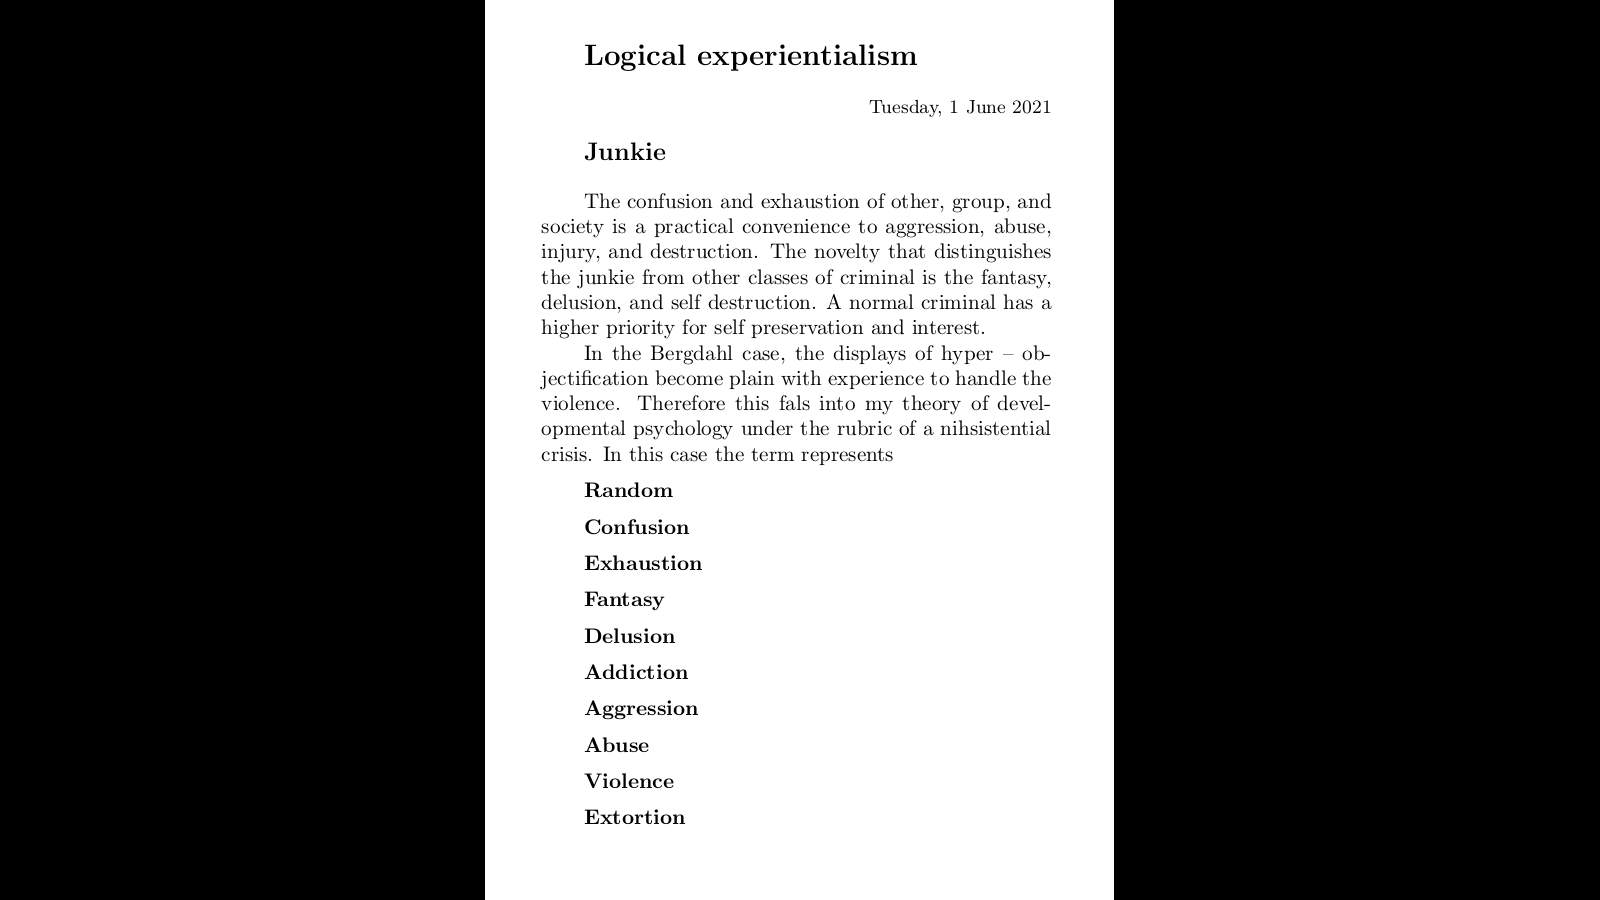 Logical experientialism
Tuesday, 1 June 2021
Junkie
The confusion and exhaustion of other, group, and
society is a practical convenience to aggression, abuse,
injury, and destruction. The novelty that distinguishes
the junkie from other classes of criminal is the fantasy,
delusion, and self destruction. A normal criminal has a
higher priority for self preservation and interest.
In the Bergdahl case, the displays of hyper – ob-
jectification become plain with experience to handle the
violence. Therefore this fals into my theory of devel-
opmental psychology under the rubric of a nihsistential
crisis. In this case the term represents
Random
Confusion
Exhaustion
Fantasy
Delusion
Addiction
Aggression
Abuse
Violence
Extortion